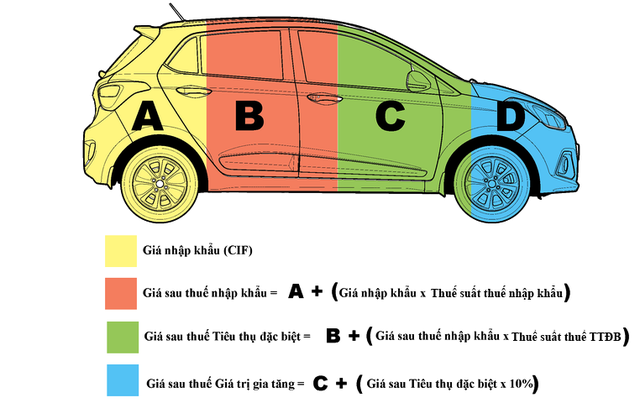 A B C D
Giá nhập khẩu (CIF)
Giá sau thuế nhập khẩu = A + (Giá nhập khẩu x Thuế suất thuế nhập khẩu)
Giá sau thuế Tiêu thụ đặc biệt = B + ( Giá sau thuế nhập khẩu x Thuế suất thuế TTĐB )
Giá sau thuế Giá trị gia tăng = C + ( Giá sau Tiêu thụ đặc biệt x 10%)